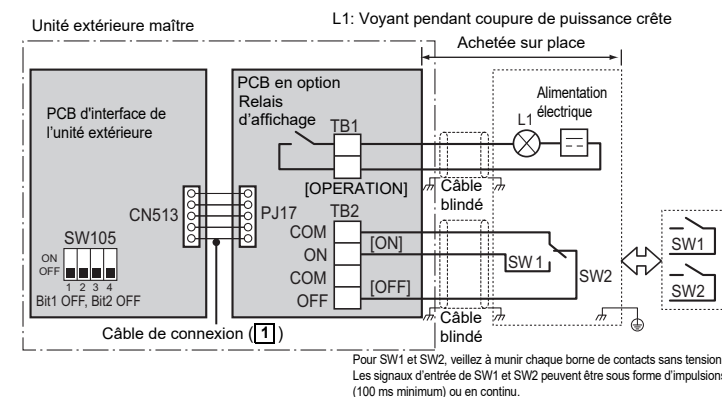 L1: Voyant pendant coupure de puissance crête
Unité extérieure maître
Achetée sur place
PCB d'interface de
l'unité extérieure
PCB en option
Relais
d'affichage
TB1
[OPERATION]
Alimentation
électrique
L1
Câble
blindé
CN513
PJ17
TB2
COM
ON
COM
OFF
[ON]
[OFF]
SW 1
SW2
SW1
SW2
SW105
ON
OFF
1 2 3 4
Bit1 OFF, Bit2 OFF
Câble
blindé
Câble de connexion ( 1 )
Pour SW1 et SW2, veillez à munir chaque borne de contacts sans tension.
Les signaux d'entrée de SW1 et SW2 peuvent être sous forme d'impulsions
(100 ms minimum) ou en continu.